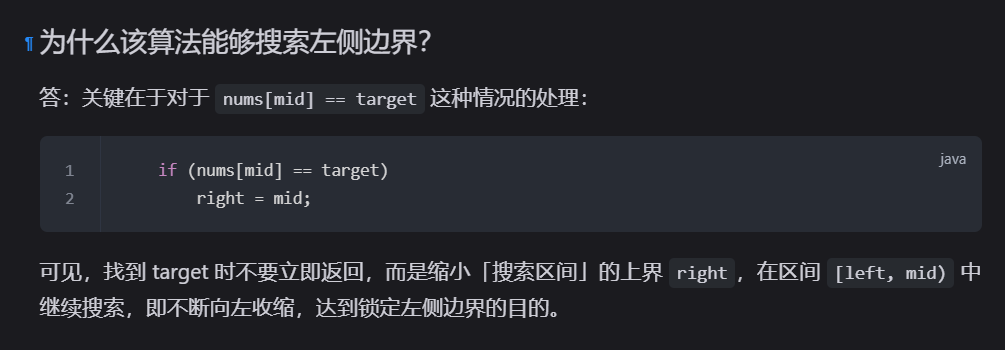 ¶ 为什么该算法能够搜索左侧边界？
答：关键在于对于 nums[mid] == target 这种情况的处理：
java
1 if (nums[mid] == target)
2 right = mid;
可见，找到 target 时不要立即返回，而是缩小「搜索区间」的上界 right，在区间 [left, mid) 中
继续搜索，即不断向左收缩，达到锁定左侧边界的目的。